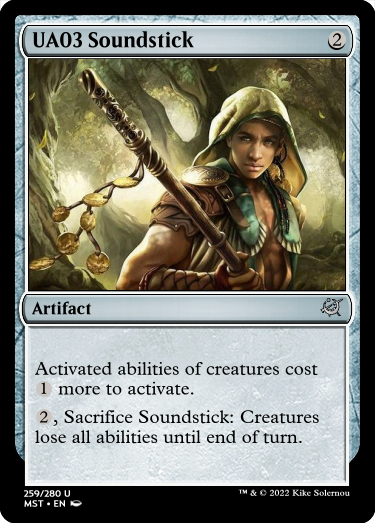 UA03 Soundstick 2
Artifact
Activated abilities of creatures cost
1 more to activate.
2, Sacrifice Soundstick: Creatures
lose all abilities until end of turn.
259/280 U
MST • EN
™ & © 2022 Kike Solernou